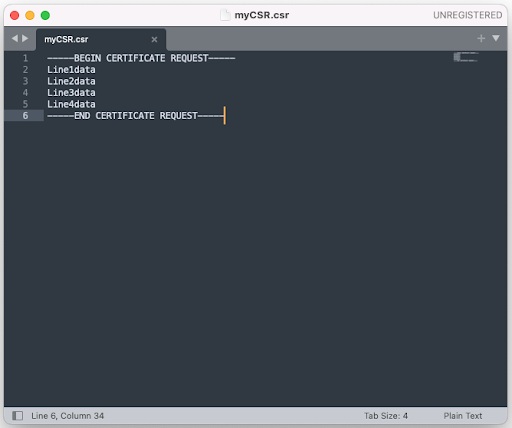 myCSR.csr
UNREGISTERED
myCSR.csr
1 -----BEGIN CERTIFICATE REQUEST-----
2 Line1data
3 Line2data
4 Line3data
5 Line4data
6 -----END CERTIFICATE REQUEST-----
Line 6, Column 34
Tab Size: 4
Plain Text